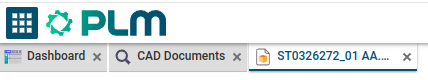 PLM
Dashboard × CAD Documents × ST0326272_01 AA.... ×